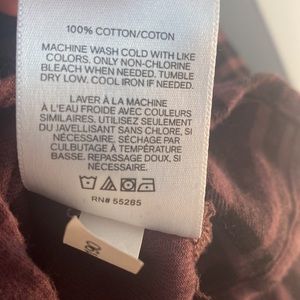 100% COTTON/COTON
MACHINE WASH COLD WITH LIKE
COLORS. ONLY NON-CHLORINE
BLEACH WHEN NEEDED. TUMBLE
DRY LOW. COOL IRON IF NEEDED.
LAVER À LA MACHINE
À L'EAU FROIDE AVEC COULEURS
SIMILAIRES. UTILISEZ SEULEMENT
DU JAVELLISANT SANS CHLORE, SI
NÉCESSAIRE. SÉCHAGE PAR
CULBUTAGE À TEMPÉRATURE
BASSE. REPASSAGE DOUX, SI
NÉCESSAIRE.
RN# 55285